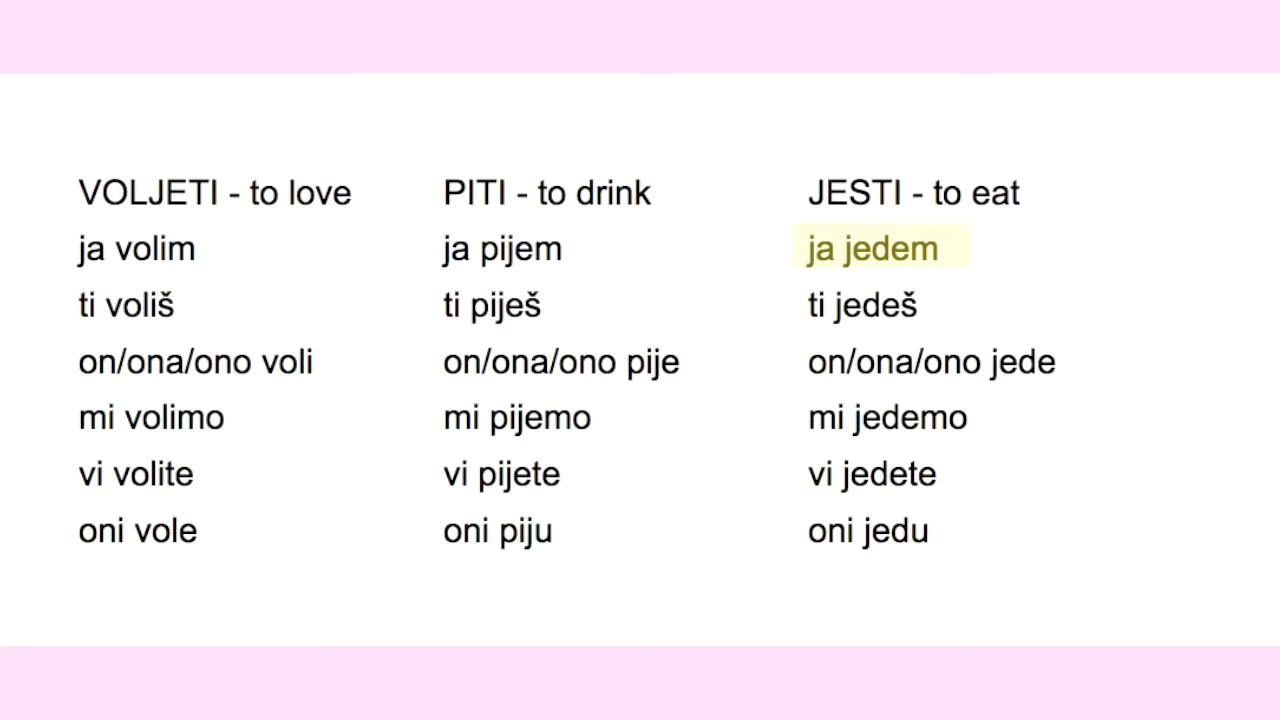 VOLJETI - to love
ja volim
ti voliš
on/ona/ono voli
mi volimo
vi volite
oni vole
PITI - to drink
ja pijem
ti piješ
on/ona/ono pije
mi pijemo
vi pijete
oni piju
JESTI - to eat
ja jedem
ti jedeš
on/ona/ono jede
mi jedemo
vi jedete
oni jedu